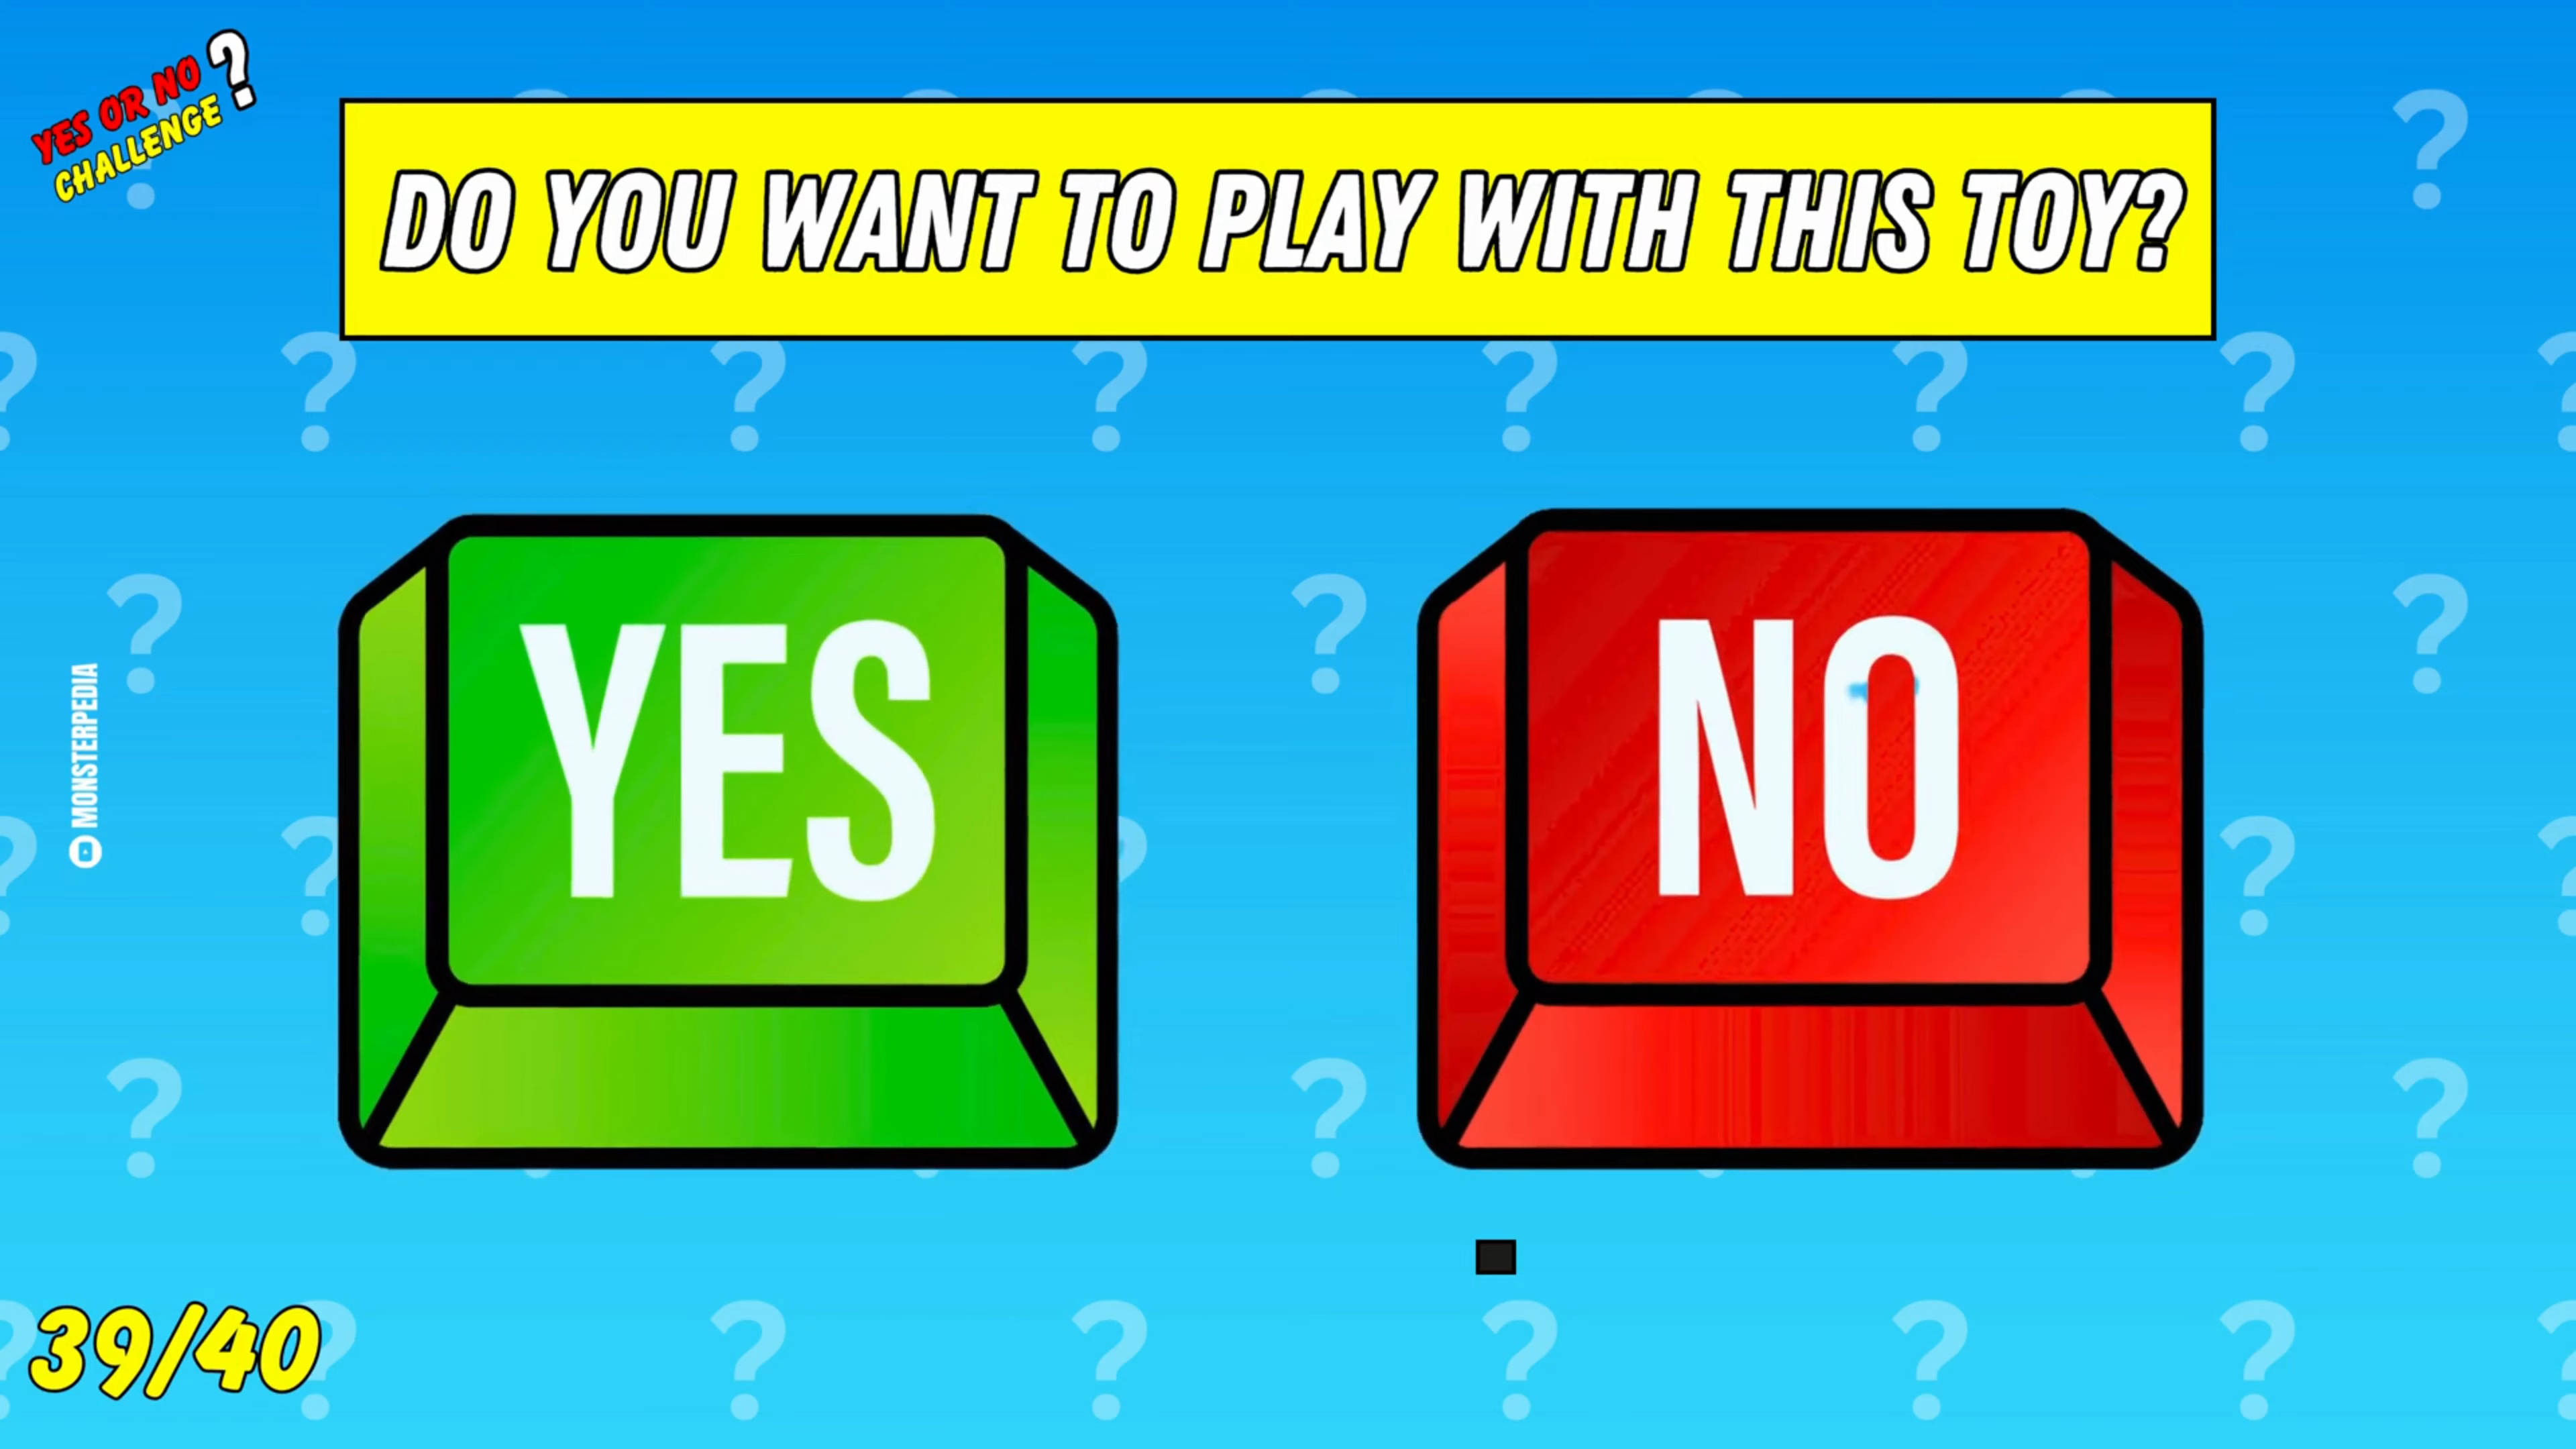 YES OR NO ?
CHALLENGE
DO YOU WANT TO PLAY WITH THIS TOY?
YES
NO
MONSTERPEDIA
39/40